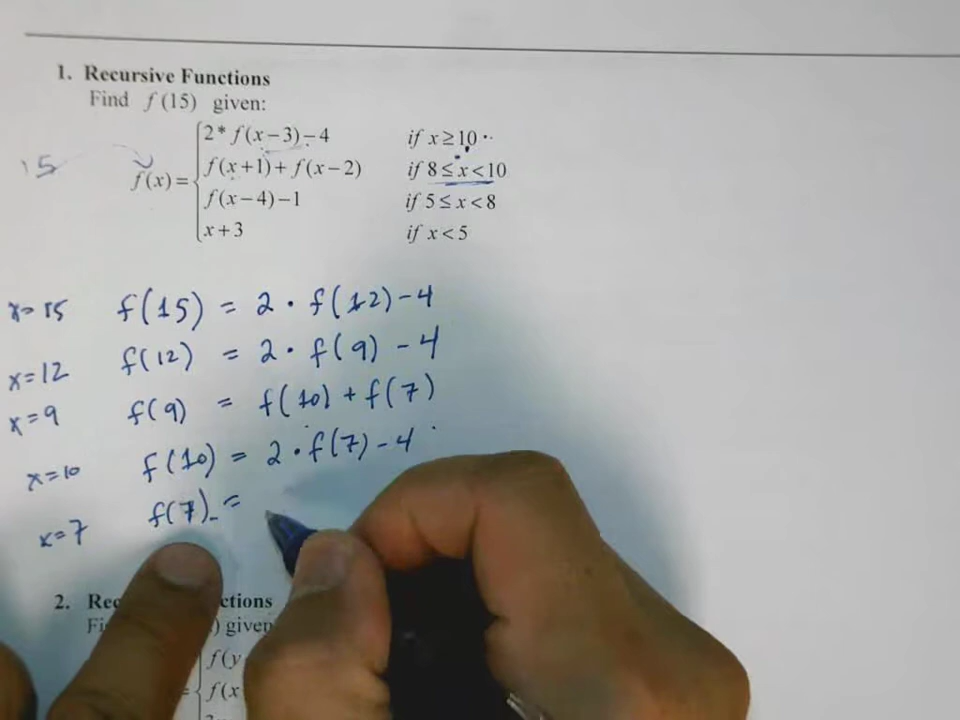 1. Recursive Functions
Find f(15) given:
2* f(x-3)-4 if x≥10
15 f(x)= f(x+1)+f(x-2) if 8≤x<10
f(x-4)-1 if 5≤x<8
x+3 if x<5
x=15 f(15) = 2 · f(12)-4
x=12 f(12) = 2 · f(9) - 4
x=9 f(9) = f(10) + f(7)
x=10 f(10) = 2 · f(7) - 4
x=7 f(7) =
2. ctions
) given
f(y
= f(x